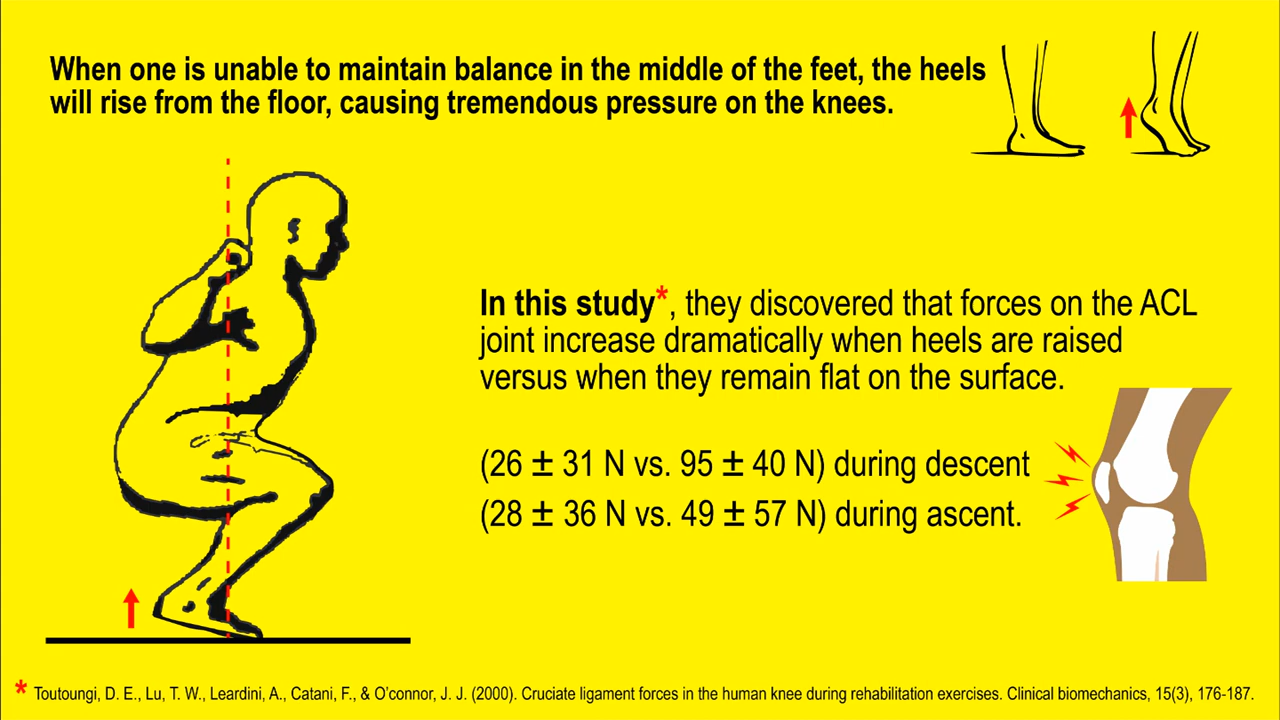 When one is unable to maintain balance in the middle of the feet, the heels
will rise from the floor, causing tremendous pressure on the knees.
In this study*, they discovered that forces on the ACL
joint increase dramatically when heels are raised
versus when they remain flat on the surface.
(26 ± 31 N vs. 95 ± 40 N) during descent
(28 ± 36 N vs. 49 ± 57 N) during ascent.
* Toutoungi, D. E., Lu, T. W., Leardini, A., Catani, F., & O'connor, J. J. (2000). Cruciate ligament forces in the human knee during rehabilitation exercises. Clinical biomechanics, 15(3), 176-187.